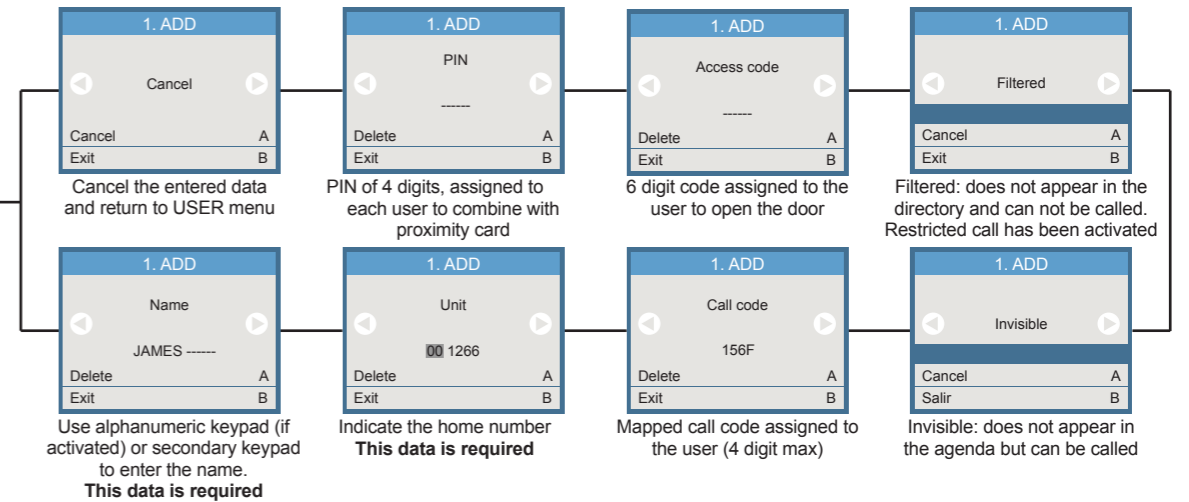 1. ADD
Cancel
Cancel A
Exit B
Cancel the entered data
and return to USER menu
1. ADD
PIN
------
Delete A
Exit B
PIN of 4 digits, assigned to
each user to combine with
proximity card
1. ADD
Access code
------
Delete A
Exit B
6 digit code assigned to the
user to open the door
1. ADD
Filtered
Cancel A
Exit B
Filtered: does not appear in the
directory and can not be called.
Restricted call has been activated
1. ADD
Name
JAMES ------
Delete A
Exit B
Use alphanumeric keypad (if
activated) or secondary keypad
to enter the name.
This data is required
1. ADD
Unit
00 1266
Delete A
Exit B
Indicate the home number
This data is required
1. ADD
Call code
156F
Delete A
Exit B
Mapped call code assigned to
the user (4 digit max)
1. ADD
Invisible
Cancel A
Salir B
Invisible: does not appear in
the agenda but can be called